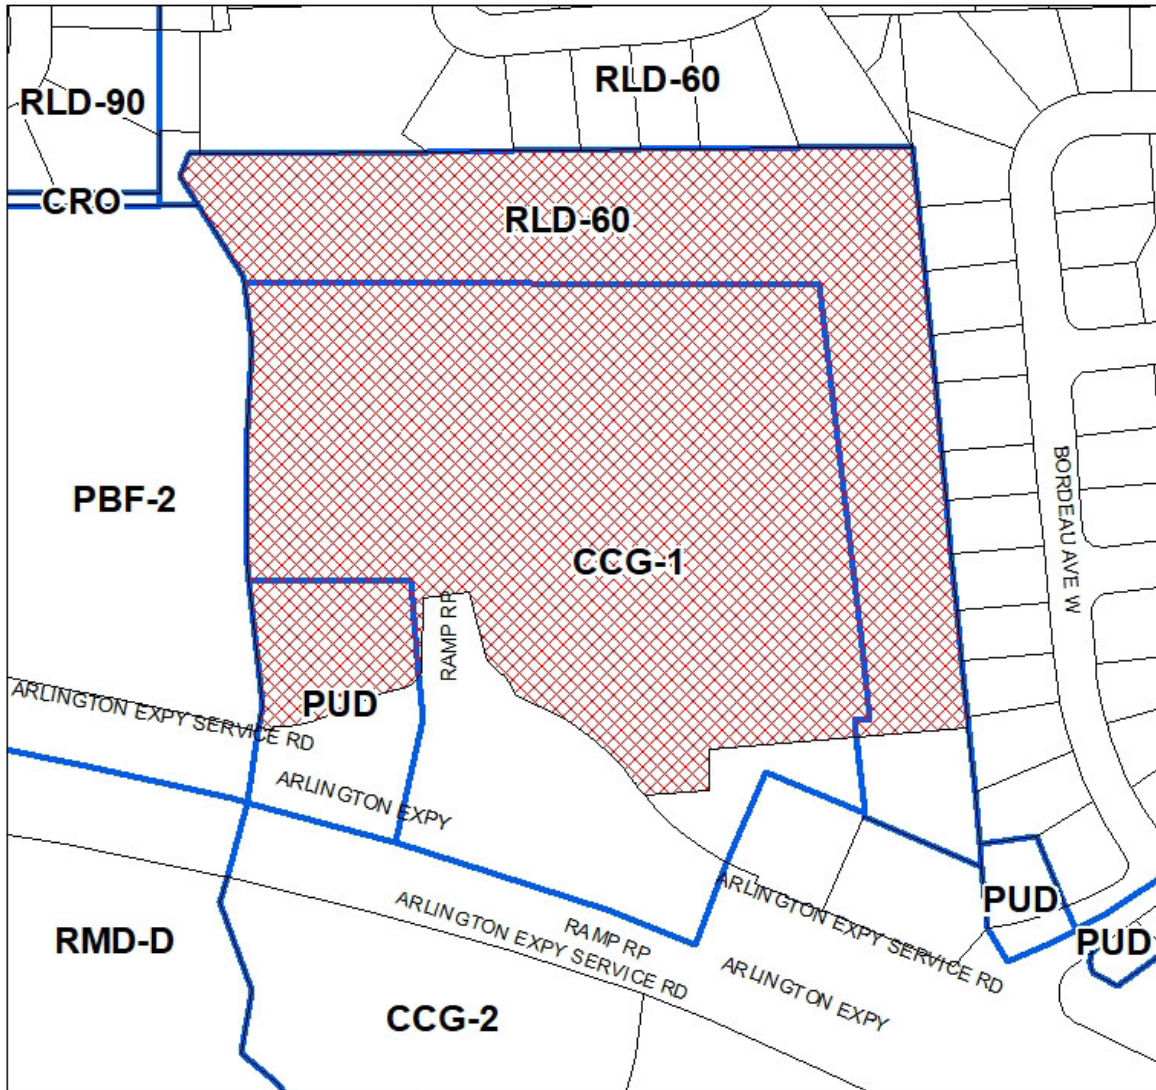 RLD-60
RLD-90
CRO
RLD-60
PBF-2
BORDEAU AVE W
CCG-1
RAMP RP
ARLINGTON EXPY SERVICE RD
PUD
ARLINGTON EXPY
ARLINGTON EXPY SERVICE RD
PUD
RMD-D
RAMP RP
ARLINGTON EXPY SERVICE RD
PUD
ARLINGTON EXPY
CCG-2